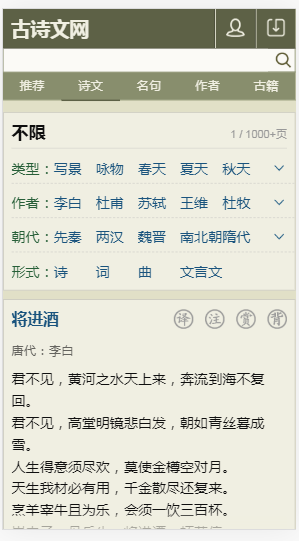 古诗文网
推荐 诗文 名句 作者 古籍
不限 1 / 1000+页
类型：写景 咏物 春天 夏天 秋天
作者：李白 杜甫 苏轼 王维 杜牧
朝代：先秦 两汉 魏晋 南北朝隋代
形式：诗 词 曲 文言文
将进酒 译 注 赏 背
唐代：李白
君不见，黄河之水天上来，奔流到海不复
回。
君不见，高堂明镜悲白发，朝如青丝暮成
雪。
人生得意须尽欢，莫使金樽空对月。
天生我材必有用，千金散尽还复来。
烹羊宰牛且为乐，会须一饮三百杯。